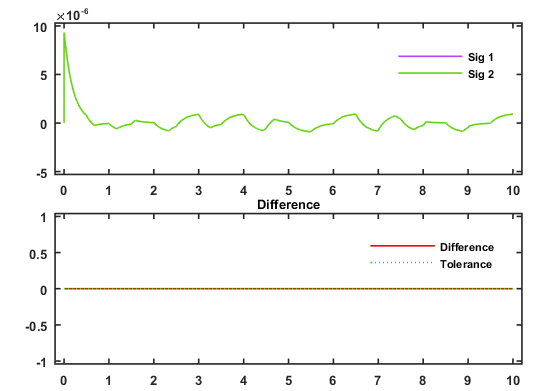 ×10-6
10
5
0
-5
Sig 1
Sig 2
0 1 2 3 4 5 6 7 8 9 10
Difference
1
0.5
0
-0.5
-1
Difference
Tolerance
0 1 2 3 4 5 6 7 8 9 10